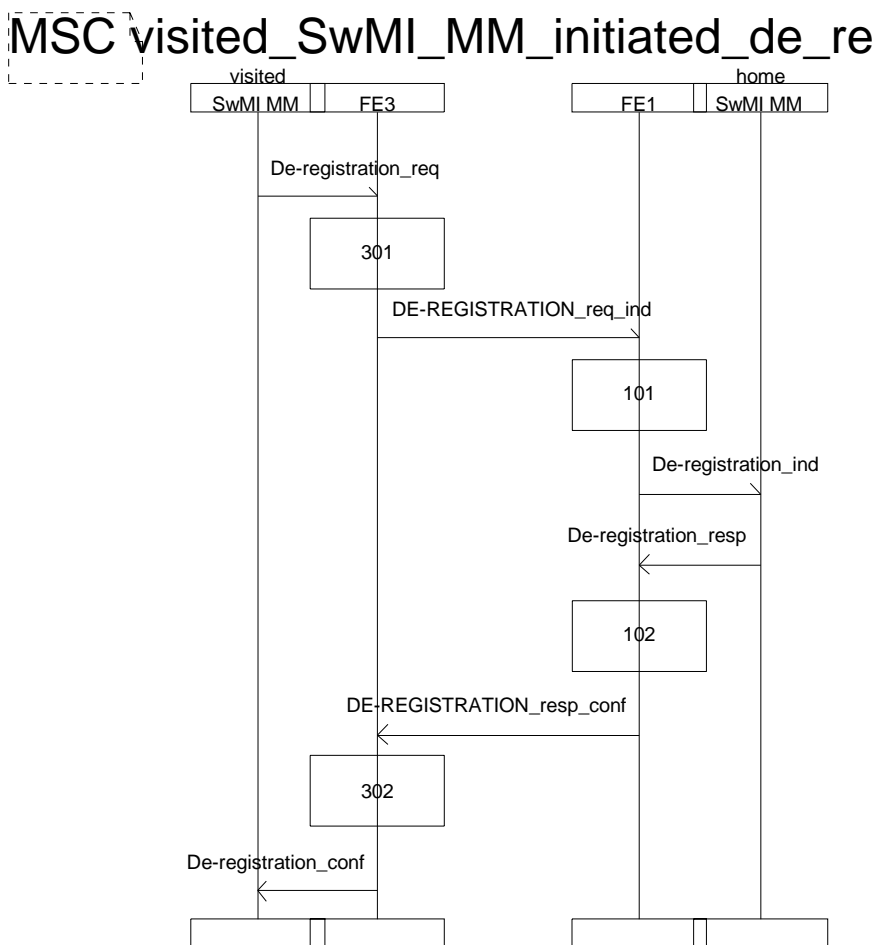 MSC visited_SwMI_MM_initiated_de_re
visited
SwMI MM
FE3
FE1
home
SwMI MM
De-registration_req
301
DE-REGISTRATION_req_ind
101
De-registration_ind
De-registration_resp
102
DE-REGISTRATION_resp_conf
302
De-registration_conf